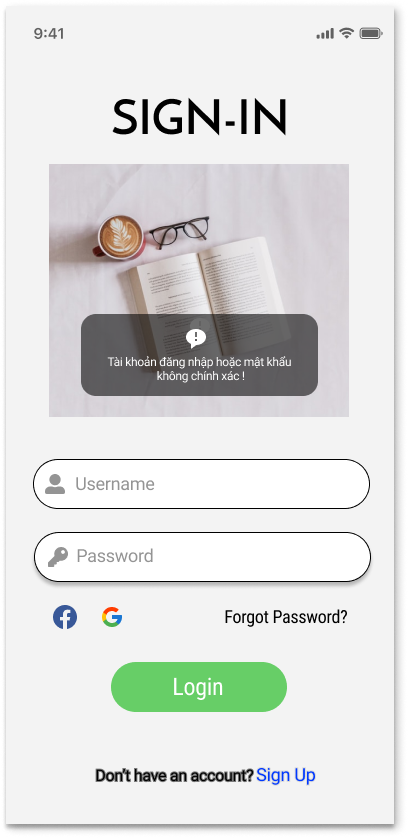 9:41
SIGN-IN
Tài khoản đăng nhập hoặc mật khẩu
không chính xác !
Username
Password
Forgot Password?
Login
Don't have an account? Sign Up